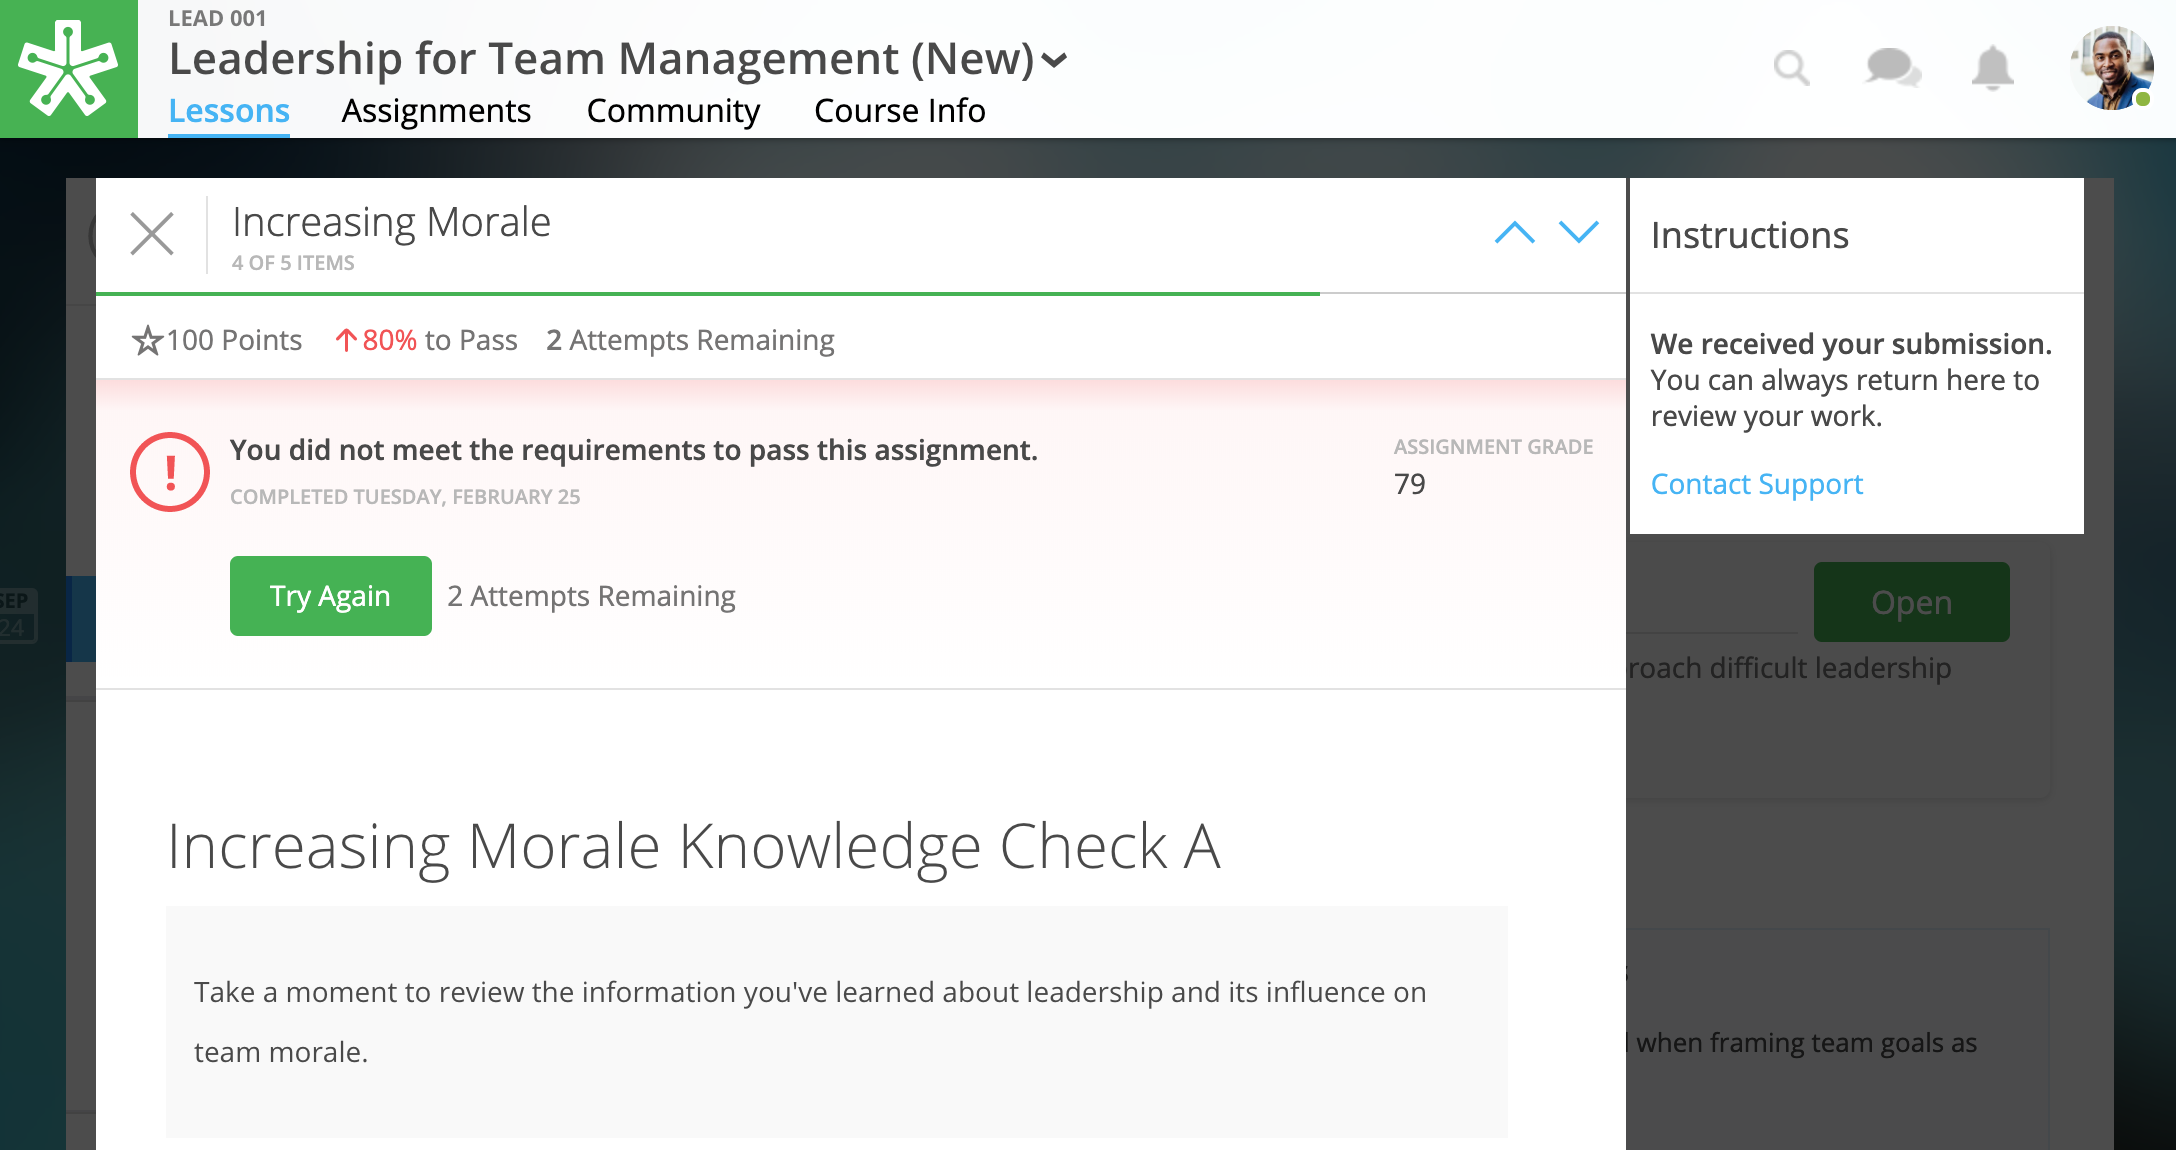 LEAD 001
Leadership for Team Management (New)
Lessons Assignments Community Course Info
Increasing Morale
4 OF 5 ITEMS
100 Points 80% to Pass 2 Attempts Remaining
You did not meet the requirements to pass this assignment.
COMPLETED TUESDAY, FEBRUARY 25
ASSIGNMENT GRADE
79
Try Again 2 Attempts Remaining
Increasing Morale Knowledge Check A
Take a moment to review the information you've learned about leadership and its influence on
team morale.
Instructions
We received your submission.
You can always return here to
review your work.
Contact Support
SEP
24
Open
difficult leadership
when framing team goals as